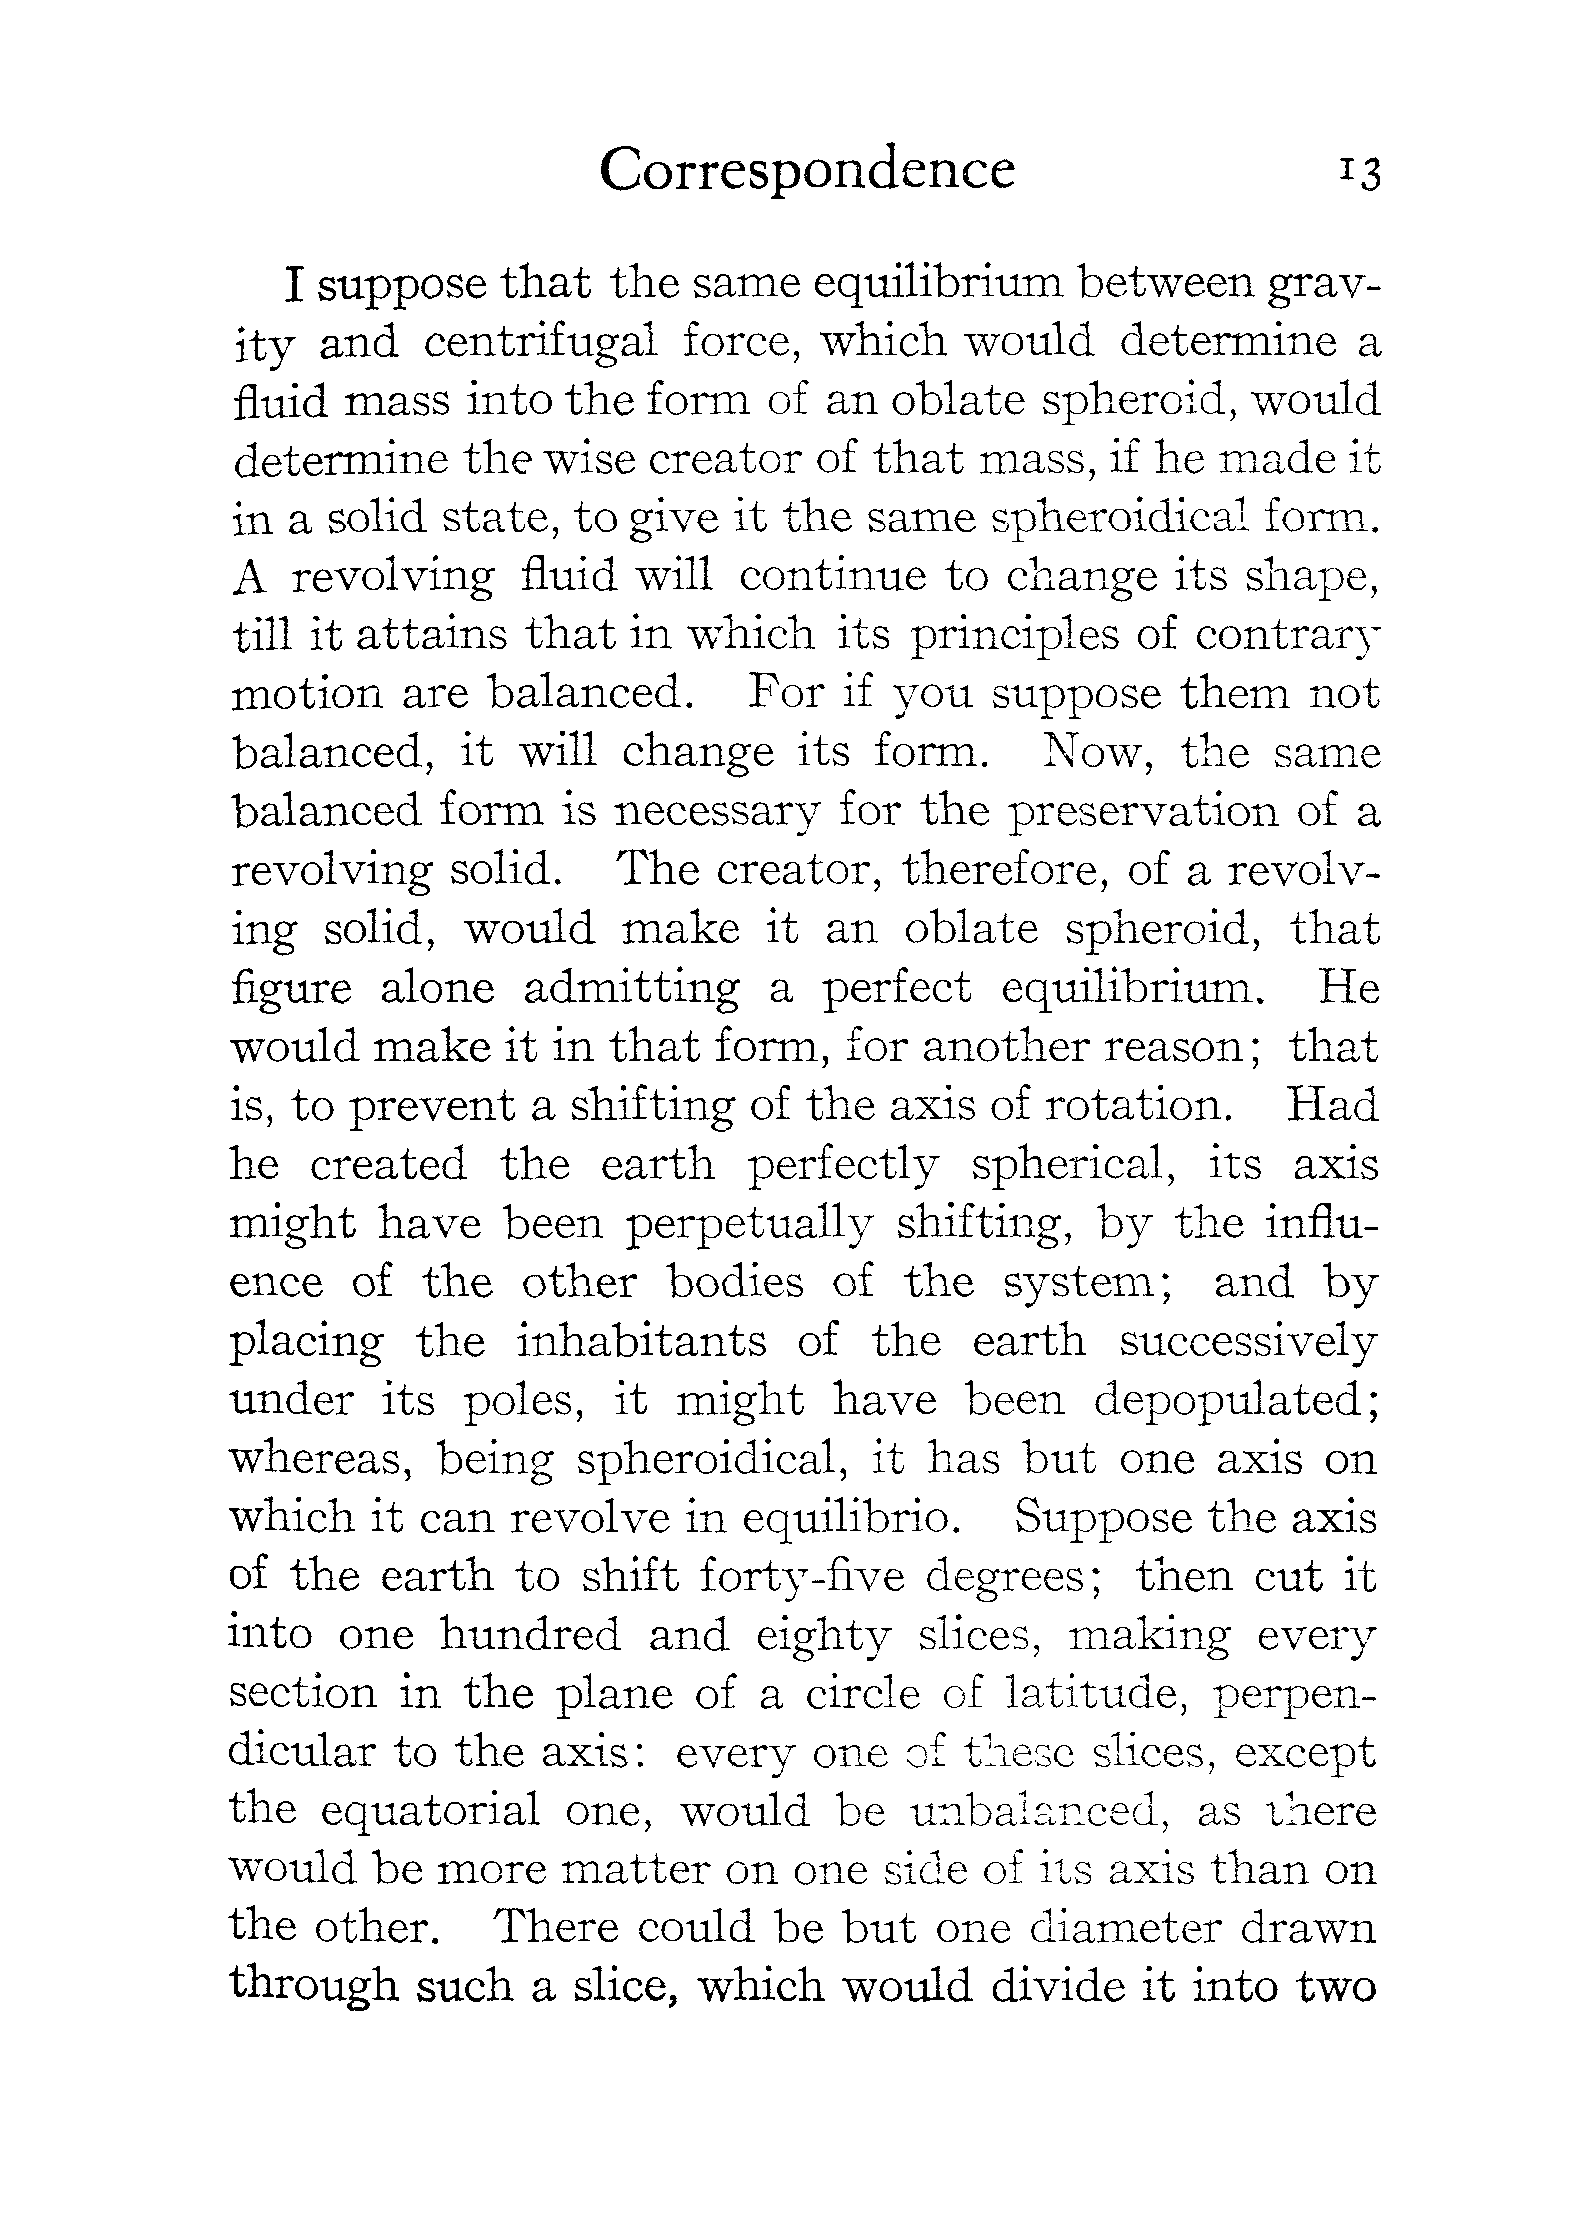 Correspondence 13
I suppose that the same equilibrium between grav-
ity and centrifugal force, which would determine a
fluid mass into the form of an oblate spheroid, would
determine the wise creator of that mass, if he made it
in a solid state, to give it the same spheroidical form.
A revolving fluid will continue to change its shape,
till it attains that in which its principles of contrary
motion are balanced. For if you suppose them not
balanced, it will change its form. Now, the same
balanced form is necessary for the preservation of a
revolving solid. The creator, therefore, of a revolv-
ing solid, would make it an oblate spheroid, that
figure alone admitting a perfect equilibrium. He
would make it in that form, for another reason; that
is, to prevent a shifting of the axis of rotation. Had
he created the earth perfectly spherical, its axis
might have been perpetually shifting, by the influ-
ence of the other bodies of the system; and by
placing the inhabitants of the earth successively
under its poles, it might have been depopulated;
whereas, being spheroidical, it has but one axis on
which it can revolve in equilibrio. Suppose the axis
of the earth to shift forty-five degrees; then cut it
into one hundred and eighty slices, making every
section in the plane of a circle of latitude, perpen-
dicular to the axis: every one of these slices, except
the equatorial one, would be unbalanced, as there
would be more matter on one side of its axis than on
the other. There could be but one diameter drawn
through such a slice, which would divide it into two